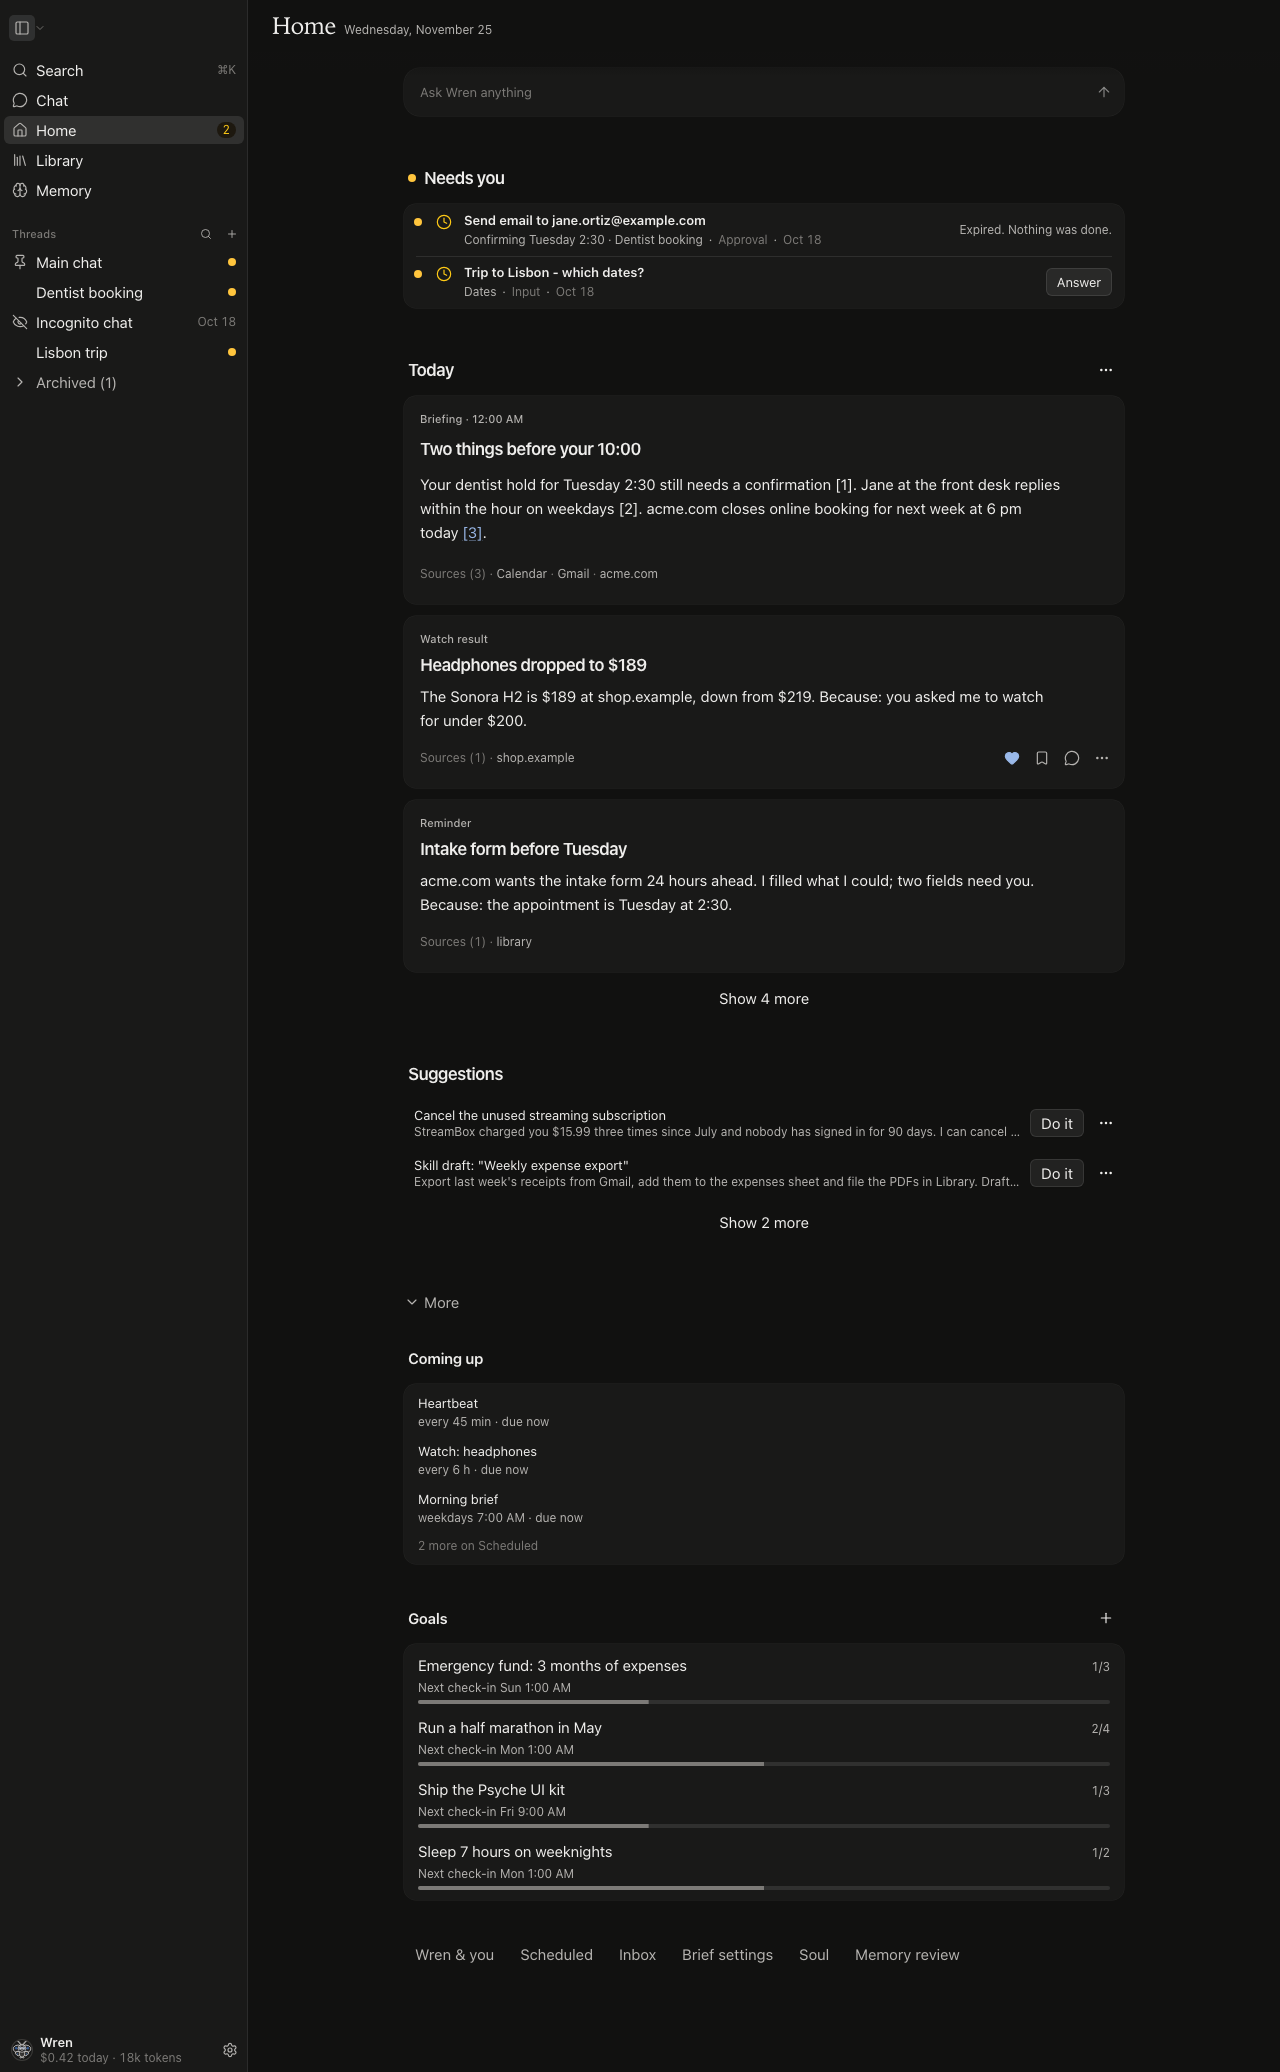 Search ⌘K
Chat
Home 2
Library
Memory
Threads
Main chat
Dentist booking
Incognito chat Oct 18
Lisbon trip
Archived (1)
Wren
$0.42 today · 18k tokens
Home Wednesday, November 25
Ask Wren anything
Needs you
Send email to jane.ortiz@example.com
Confirming Tuesday 2:30 · Dentist booking · Approval · Oct 18
Expired. Nothing was done.
Trip to Lisbon - which dates?
Dates · Input · Oct 18
Answer
Today
Briefing · 12:00 AM
Two things before your 10:00
Your dentist hold for Tuesday 2:30 still needs a confirmation [1]. Jane at the front desk replies
within the hour on weekdays [2]. acme.com closes online booking for next week at 6 pm
today [3].
Sources (3) · Calendar · Gmail · acme.com
Watch result
Headphones dropped to $189
The Sonora H2 is $189 at shop.example, down from $219. Because: you asked me to watch
for under $200.
Sources (1) · shop.example
Reminder
Intake form before Tuesday
acme.com wants the intake form 24 hours ahead. I filled what I could; two fields need you.
Because: the appointment is Tuesday at 2:30.
Sources (1) · library
Show 4 more
Suggestions
Cancel the unused streaming subscription
StreamBox charged you $15.99 three times since July and nobody has signed in for 90 days. I can cancel ...
Do it
Skill draft: "Weekly expense export"
Export last week's receipts from Gmail, add them to the expenses sheet and file the PDFs in Library. Draft...
Do it
Show 2 more
More
Coming up
Heartbeat
every 45 min · due now
Watch: headphones
every 6 h · due now
Morning brief
weekdays 7:00 AM · due now
2 more on Scheduled
Goals
Emergency fund: 3 months of expenses 1/3
Next check-in Sun 1:00 AM
Run a half marathon in May 2/4
Next check-in Mon 1:00 AM
Ship the Psyche UI kit 1/3
Next check-in Fri 9:00 AM
Sleep 7 hours on weeknights 1/2
Next check-in Mon 1:00 AM
Wren & you Scheduled Inbox Brief settings Soul Memory review